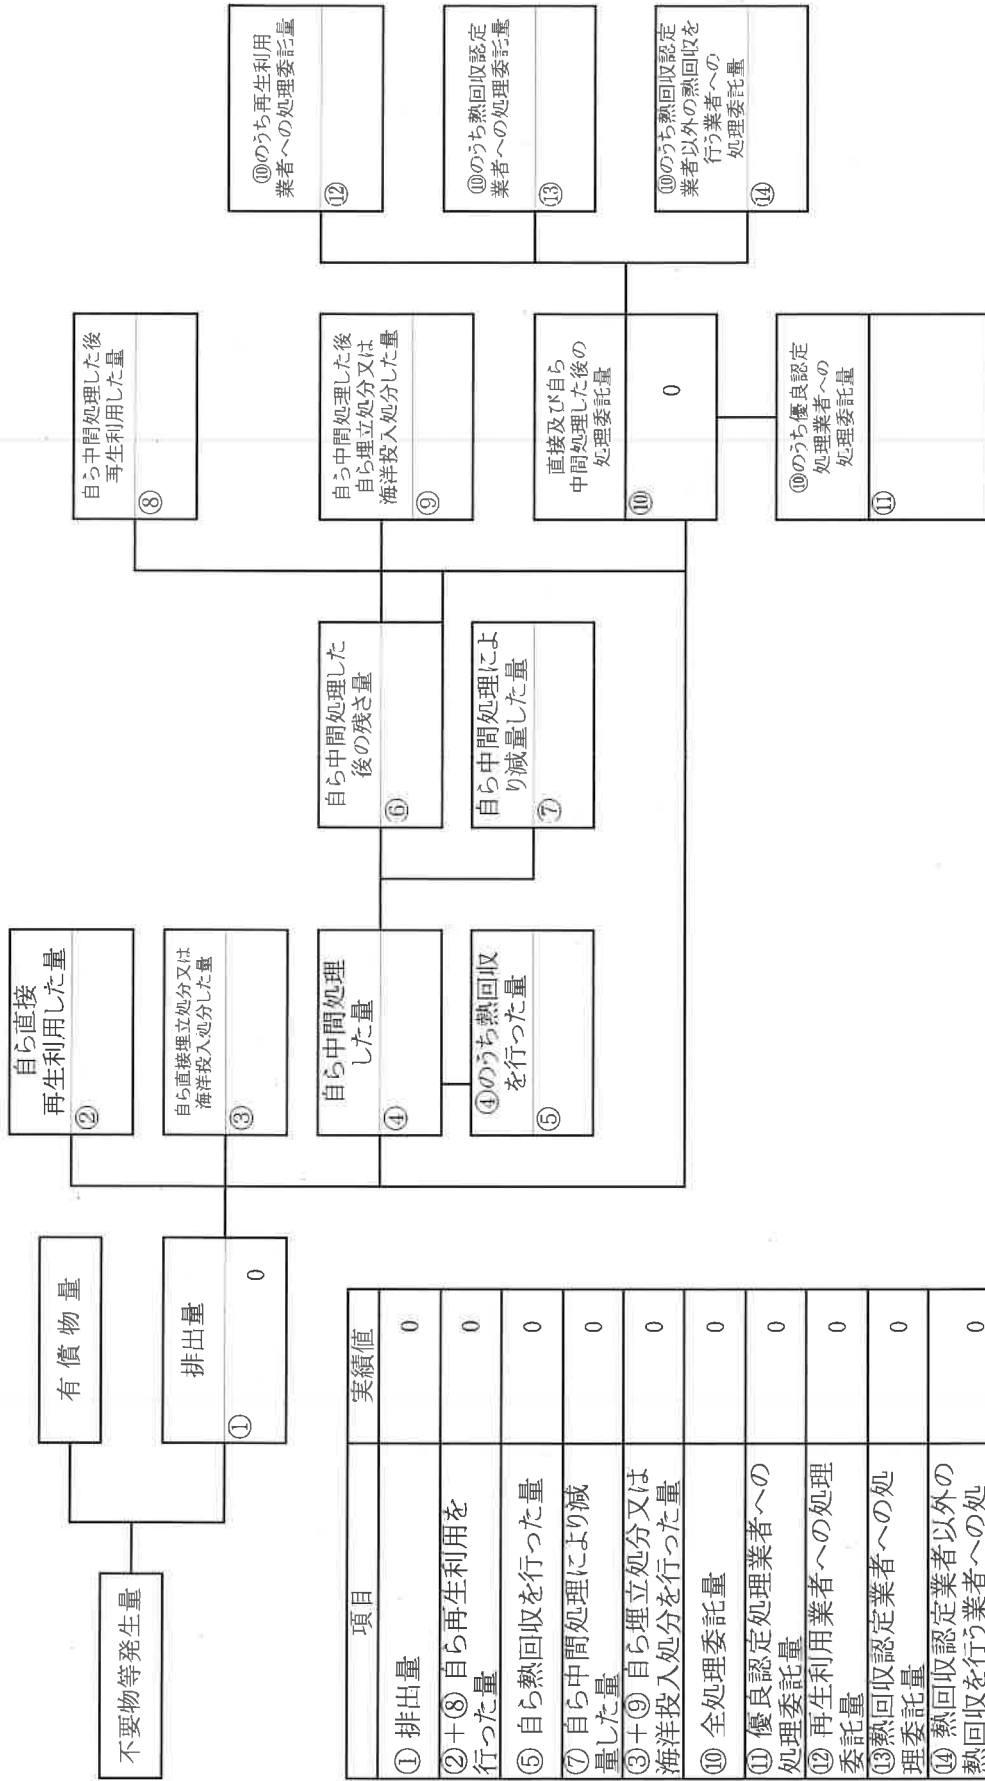 不要物等発生量
有償物量
排出量
①
0
自ら直接
再生利用した量
②
自ら直接埋立処分又は
海洋投入処分した量
③
自ら中間処理
した量
④
④のうち熱回収
を行った量
⑤
自ら中間処理した
後の残さ量
⑥
自ら中間処理によ
り減量した量
⑦
自ら中間処理した後
再生利用した量
⑧
自ら中間処理した後
自ら埋立処分又は
海洋投入処分した量
⑨
直接及び自ら
中間処理した後の
処理委託量
⑩
0
⑩のうち優良認定
処理業者への
処理委託量
⑪
⑩のうち再生利用
業者への処理委託量
⑫
⑩のうち熱回収認定
業者への処理委託量
⑬
⑩のうち熱回収認定
業者以外の熱回収を
行う業者への
処理委託量
⑭
項目 実績値
① 排出量 0
②+⑧ 自ら再生利用を
行った量 0
⑤ 自ら熱回収を行った量 0
⑦ 自ら中間処理により減
量した量 0
③+⑨ 自ら埋立処分又は
海洋投入処分を行った量 0
⑩ 全処理委託量 0
⑪ 優良認定処理業者への
処理委託量 0
⑫ 再生利用業者への処理
委託量 0
⑬熱回収認定業者への処
理委託量 0
⑭ 熱回収認定業者以外の
熱回収を行う業者への処 0